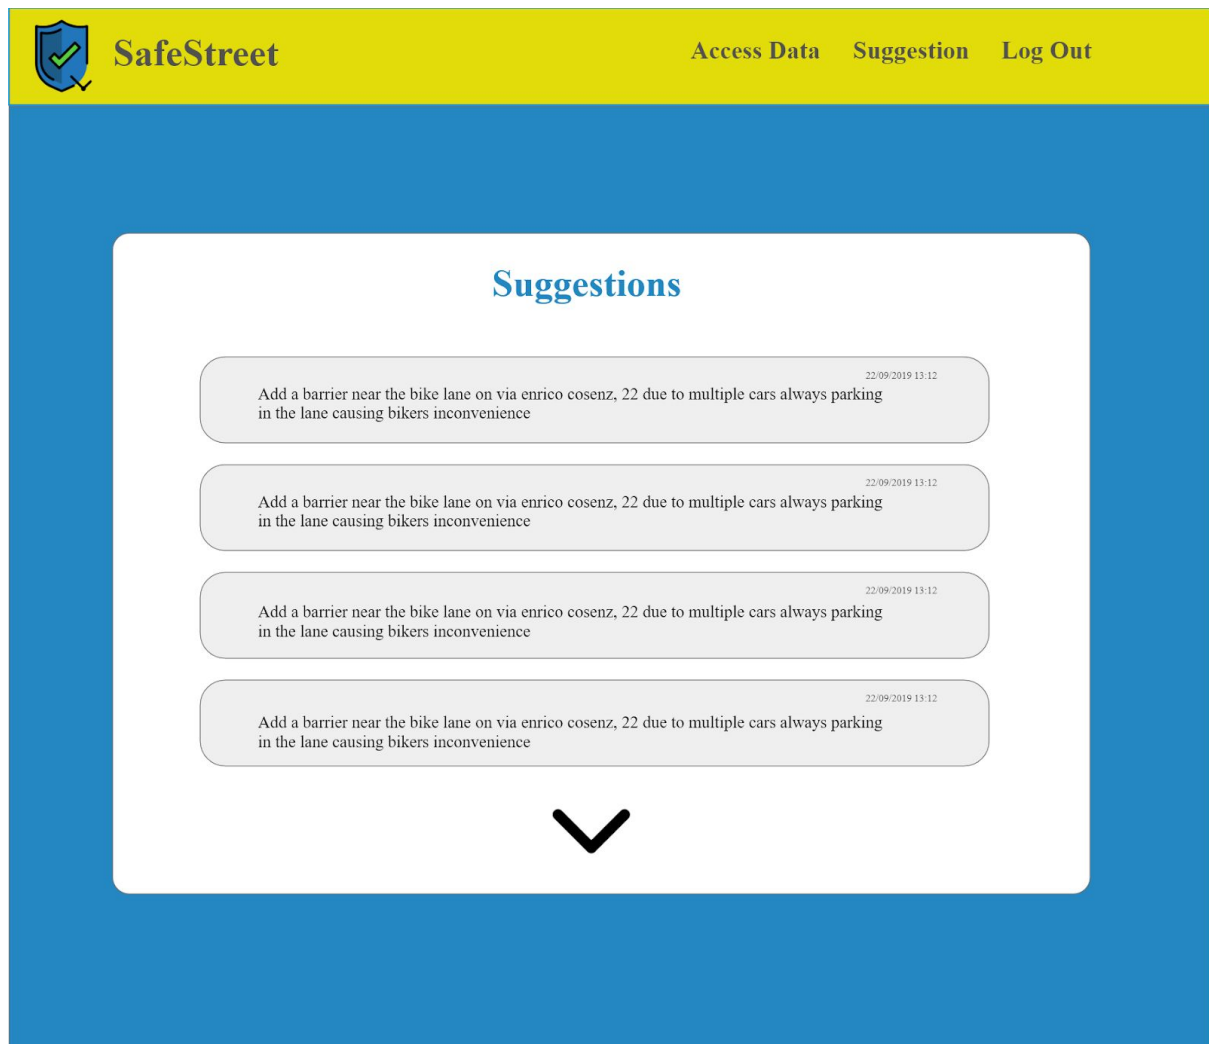 SafeStreet
Access Data
Suggestion
Log Out
Suggestions
22/09/2019 13:12
Add a barrier near the bike lane on via enrico cosenz, 22 due to multiple cars always parking
in the lane causing bikers inconvenience
22/09/2019 13:12
Add a barrier near the bike lane on via enrico cosenz, 22 due to multiple cars always parking
in the lane causing bikers inconvenience
22/09/2019 13:12
Add a barrier near the bike lane on via enrico cosenz, 22 due to multiple cars always parking
in the lane causing bikers inconvenience
22/09/2019 13:12
Add a barrier near the bike lane on via enrico cosenz, 22 due to multiple cars always parking
in the lane causing bikers inconvenience